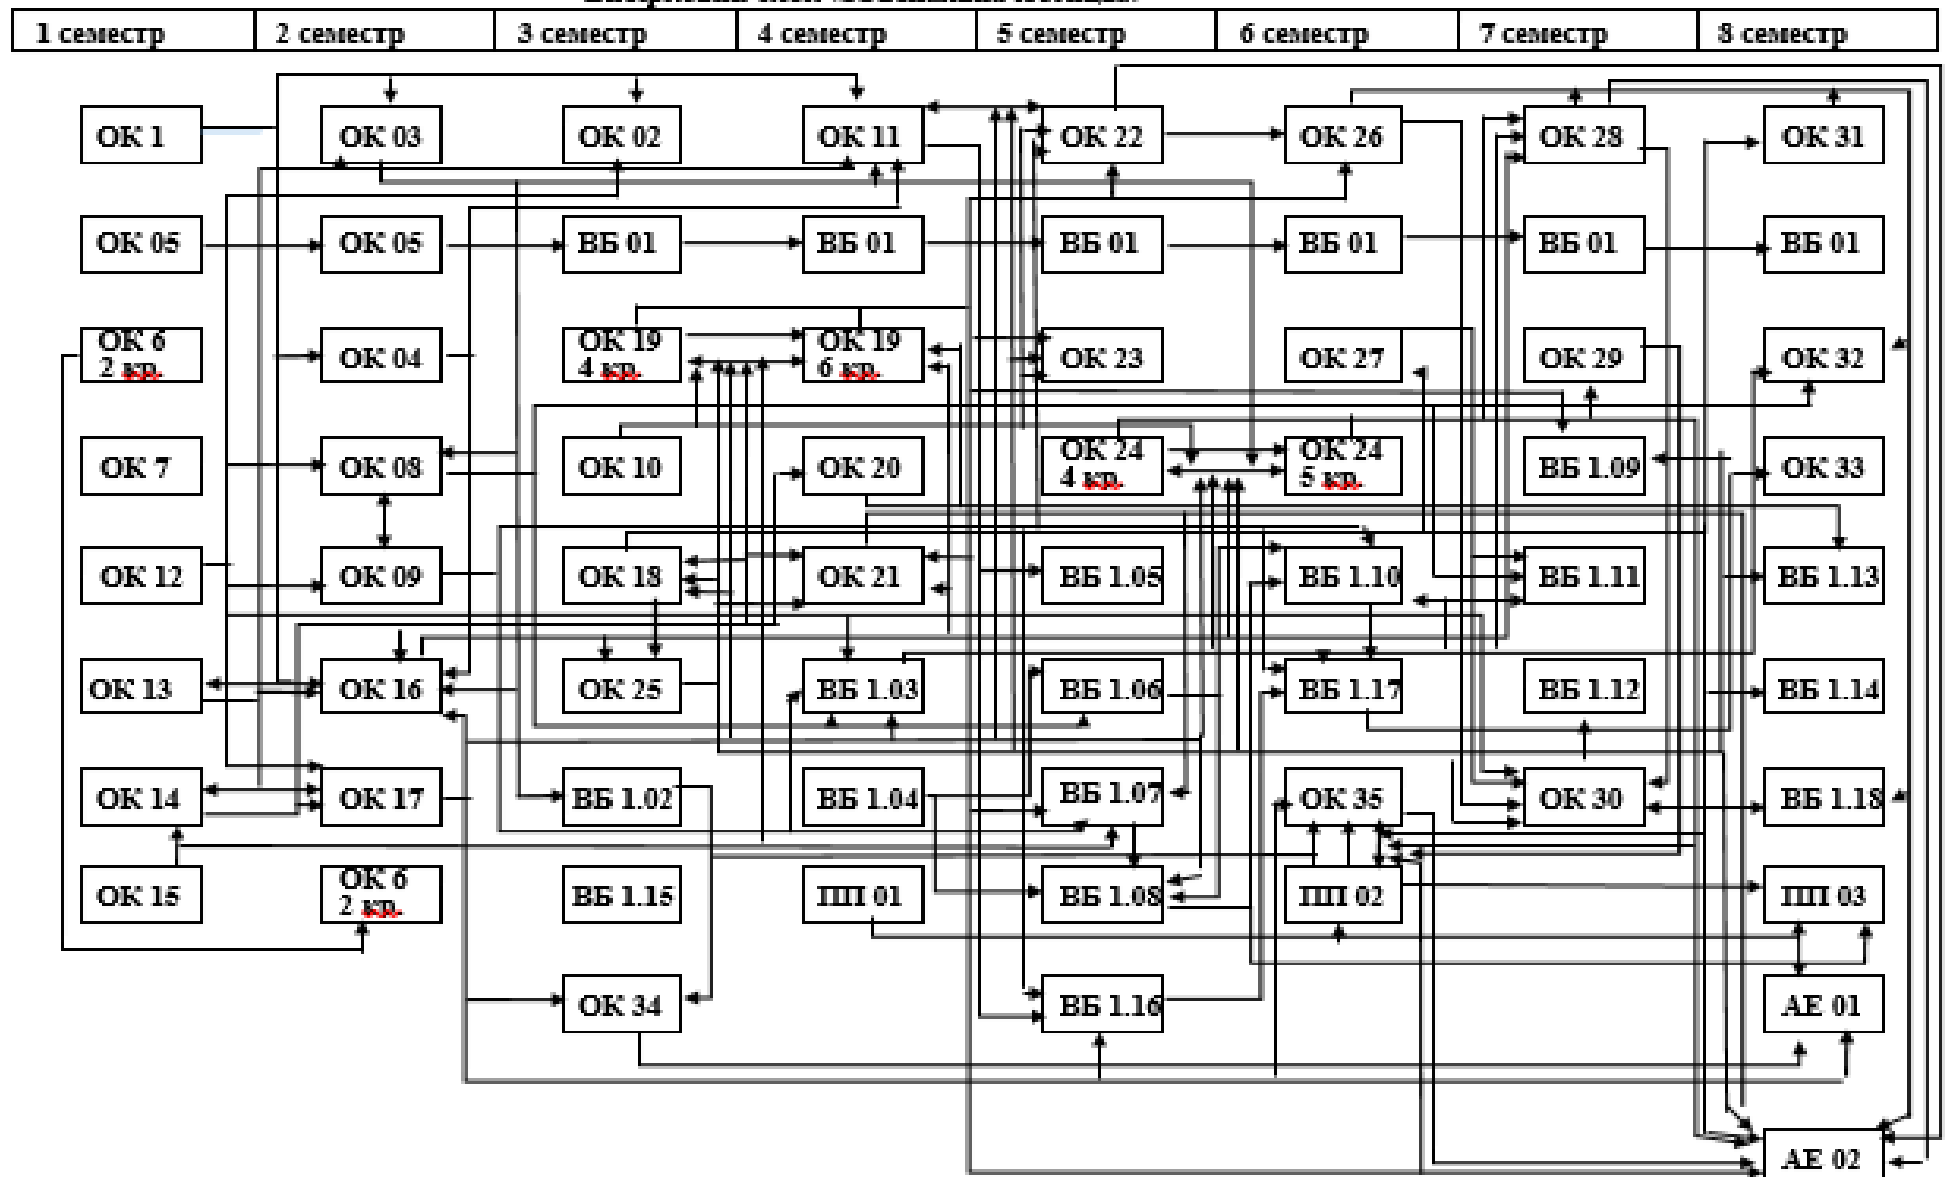 1 семестр 2 семестр 3 семестр 4 семестр 5 семестр 6 семестр 7 семестр 8 семестр
ОК 1 ОК 03 ОК 02 ОК 11 ОК 22 ОК 26 ОК 28 ОК 31
ОК 05 ОК 05 ВБ 01 ВБ 01 ВБ 01 ВБ 01 ВБ 01 ВБ 01
ОК 6 ОК 19 ОК 19
2 кр. ОК 04 4 кр. 6 кр. ОК 23 ОК 27 ОК 29 ОК 32
ОК 24 ОК 24
ОК 7 ОК 08 ОК 10 ОК 20 4 кр. 5 кр. ВБ 1.09 ОК 33
ОК 12 ОК 09 ОК 18 ОК 21 ВБ 1.05 ВБ 1.10 ВБ 1.11 ВБ 1.13
ОК 13 ОК 16 ОК 25 ВБ 1.03 ВБ 1.06 ВБ 1.17 ВБ 1.12 ВБ 1.14
ОК 14 ОК 17 ВБ 1.02 ВБ 1.04 ВБ 1.07 ОК 35 ОК 30 ВБ 1.18
ОК 6
ОК 15 2 кр. ВБ 1.15 ПП 01 ВБ 1.08 ПП 02 ПП 03
ОК 34 ВБ 1.16 АЕ 01
АЕ 02